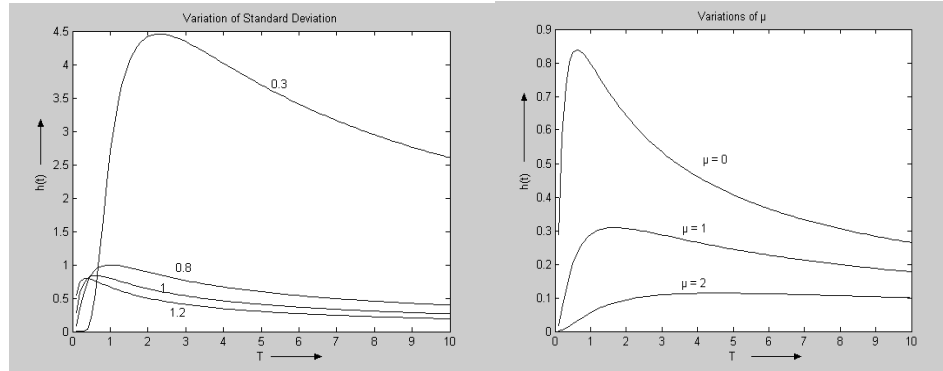 Variation of Standard Deviation
4.5
4
3.5
3
2.5
2
1.5
1
0.5
0
h(t)
0.3
0.8
1
1.2
0 1 2 3 4 5 6 7 8 9 10
T
Variations of μ
0.9
0.8
0.7
0.6
0.5
0.4
0.3
0.2
0.1
0
h(t)
μ = 0
μ = 1
μ = 2
0 1 2 3 4 5 6 7 8 9 10
T